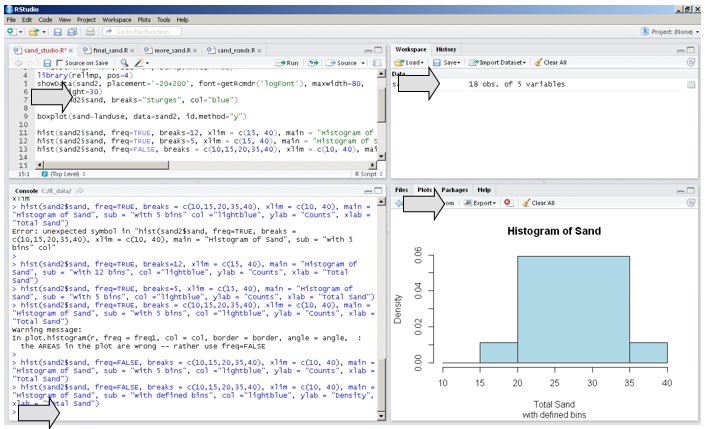 RStudio
File Edit Code View Project Workspace Plots Tools Help
Go to file/function
Project: (None)
sand_studio.R* final_sand.R more_sand.R sand_rcmdr.R
Source on Save
Run
Source
4 library(relimp, pos=4)
5 showData(sand2, placement='-20+200', font=getRcmdr('logFont'), maxwidth=80,
ight=30)
d2$sand, breaks="Sturges", col="blue")
8
9 boxplot(sand~landuse, data=sand2, id.method="y")
10
11 hist(sand2$sand, freq=TRUE, breaks=12, xlim = c(15, 40), main = "Histogram of
12 hist(sand2$sand, freq=TRUE, breaks=5, xlim = c(15, 40), main = "Histogram of S
13 hist(sand2$sand, freq=FALSE, breaks = c(10,15,20,35,40), xlim = c(10, 40), mai
14
15
15:1 (Top Level) R Script
Workspace History
Load Save Import Dataset Clear All
Data
18 obs. of 5 variables
Console C:/R_data/
xlim
> hist(sand2$sand, freq=TRUE, breaks = c(10,15,20,35,40), xlim = c(10, 40), main =
"Histogram of Sand", sub = "with 5 bins" col ="lightblue", ylab = "Counts", xlab =
"Total Sand")
Error: unexpected symbol in "hist(sand2$sand, freq=TRUE, breaks =
c(10,15,20,35,40), xlim = c(10, 40), main = "Histogram of Sand", sub = "with 5
bins" col"
>
> hist(sand2$sand, freq=TRUE, breaks=12, xlim = c(15, 40), main = "Histogram of
Sand", sub = "with 12 bins", col ="lightblue", ylab = "Counts", xlab = "Total
Sand")
> hist(sand2$sand, freq=TRUE, breaks=5, xlim = c(15, 40), main = "Histogram of
Sand", sub = "with 5 bins", col ="lightblue", ylab = "Counts", xlab = "Total Sand")
> hist(sand2$sand, freq=TRUE, breaks = c(10,15,20,35,40), xlim = c(10, 40), main =
"Histogram of Sand", sub = "with 5 bins", col ="lightblue", ylab = "Counts", xlab =
"Total Sand")
Warning message:
In plot.histogram(r, freq = freq1, col = col, border = border, angle = angle, :
the AREAS in the plot are wrong -- rather use freq=FALSE
>
> hist(sand2$sand, freq=FALSE, breaks = c(10,15,20,35,40), xlim = c(10, 40), main =
"Histogram of Sand", sub = "with 5 bins", col ="lightblue", ylab = "Counts", xlab =
"Total Sand")
> hist(sand2$sand, freq=FALSE, breaks = c(10,15,20,35,40), xlim = c(10, 40), main =
"Histogram of Sand", sub = "with defined bins", col ="lightblue", ylab = "Density",
xlab = "Total Sand")
>
Files Plots Packages Help
om Export Clear All
Histogram of Sand
Density
0.00 0.02 0.04 0.06
10 15 20 25 30 35 40
Total Sand
with defined bins